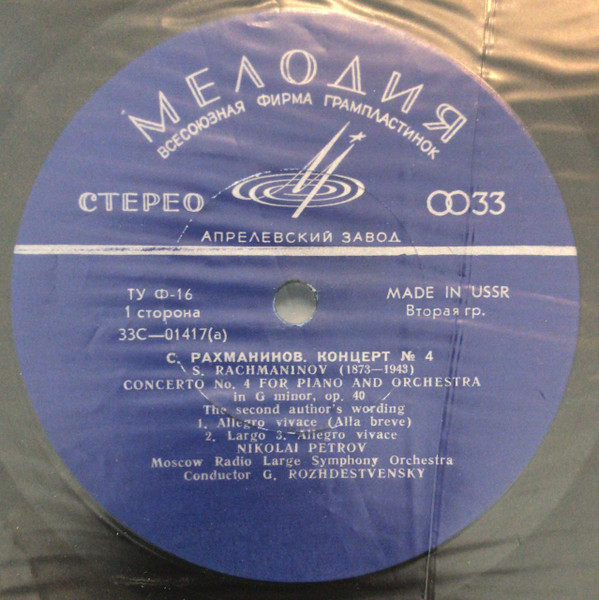 МЕЛОДИЯ
ВСЕСОЮЗНАЯ ФИРМА ГРАМПЛАСТИНОК
СТЕРЕО
33
АПРЕЛЕВСКИЙ ЗАВОД
ТУ Ф-16
MADE IN USSR
1 сторона
Вторая гр.
33С—01417(а)
С. РАХМАНИНОВ. КОНЦЕРТ № 4
S. RACHMANINOV (1873—1943)
CONCERTO No. 4 FOR PIANO AND ORCHESTRA
in G minor, op. 40
The second author's wording
1. Allegro vivace (Alla breve)
2. Largo 3. Allegro vivace
NIKOLAI PETROV
Moscow Radio Large Symphony Orchestra
Conductor G. ROZHDESTVENSKY